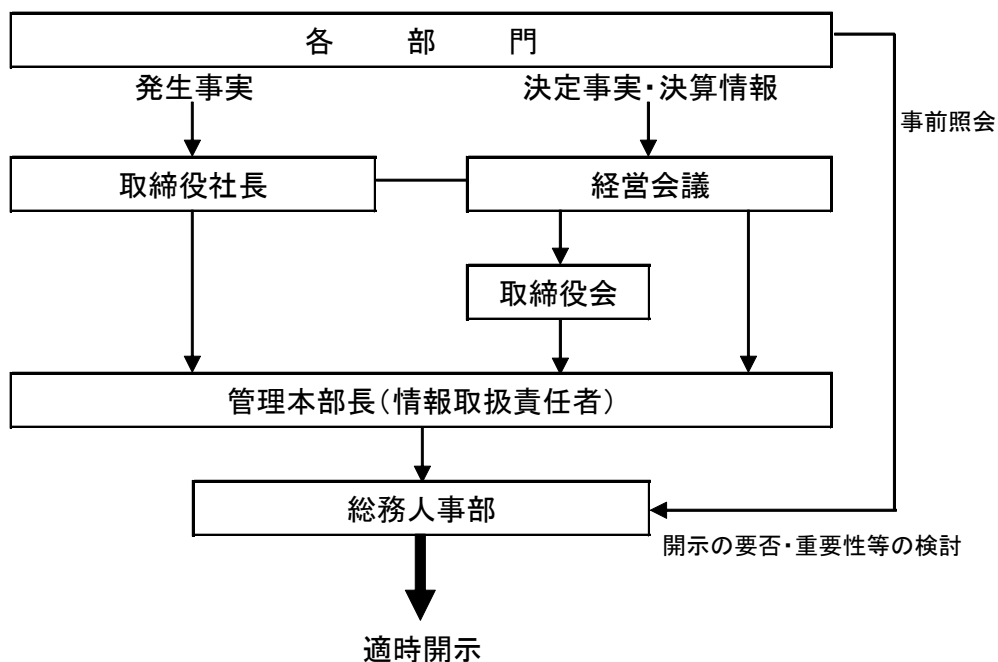 各　部　門
発生事実
決定事実・決算情報
事前照会
取締役社長
経営会議
取締役会
管理本部長（情報取扱責任者）
総務人事部
開示の要否・重要性等の検討
適時開示